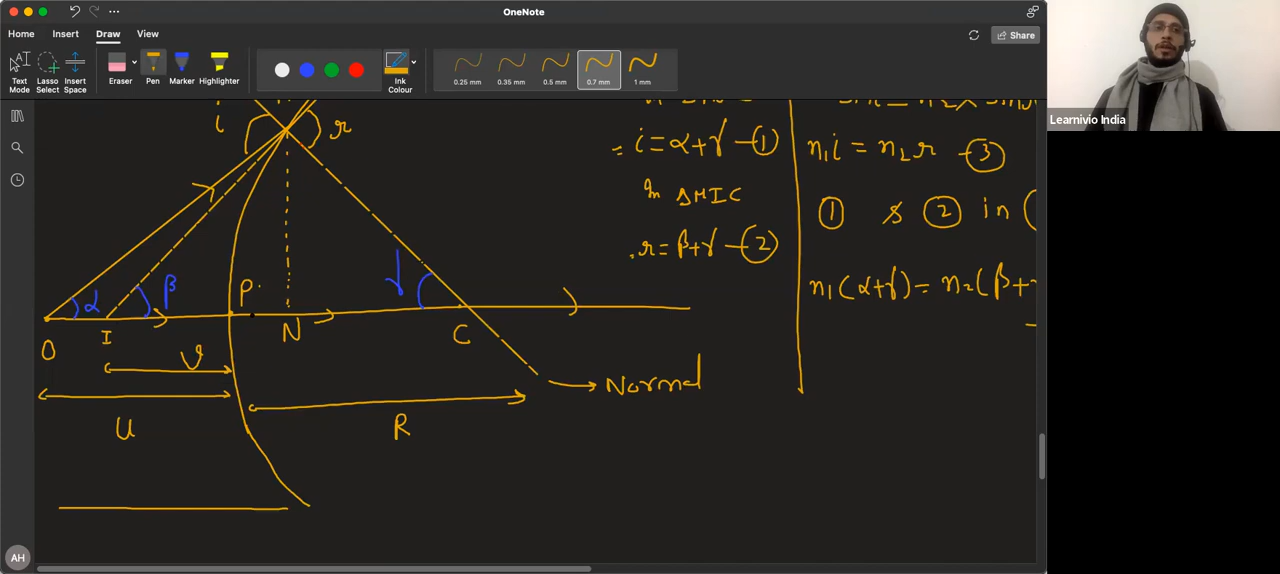 OneNote
Home Insert Draw View
Share
Text Mode
Lasso Select
Insert Space
Eraser
Pen
Marker
Highlighter
Ink Colour
0.25 mm
0.35 mm
0.5 mm
0.7 mm
1 mm
Learnivio India
i
r
α
β
γ
P
O
I
N
C
v
u
R
Normal
i = α+γ -①
In ΔMIC
r = β+γ -②
n₁i = n₂r -③
① & ② in
n₁(α+γ) = n₂(β+
AH